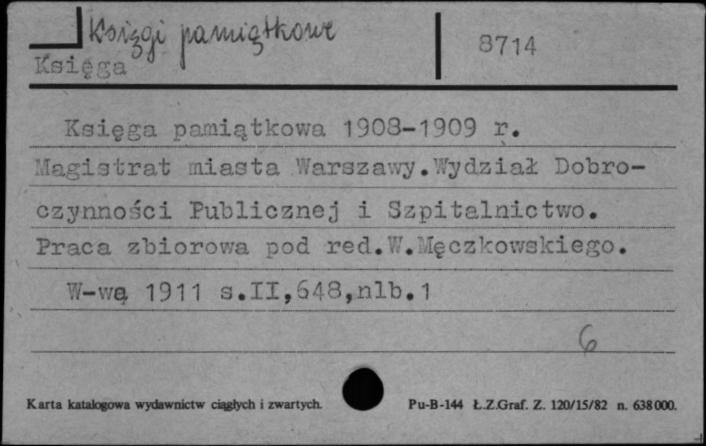 Księgi pamiątkowe
8714
Księga
Księga pamiątkowa 1908-1909 r.
Magistrat miasta Warszawy.Wydział Dobro-
czynności Publicznej i Szpitalnictwo.
Praca zbiorowa pod red.W.Męczkowskiego.
W-wą 1911 s.II,648,nlb.1
6
Karta katalogowa wydawnictw ciągłych i zwartych.
Pu-B-144 Ł.Z.Graf. Z. 120/15/82 n. 638000.